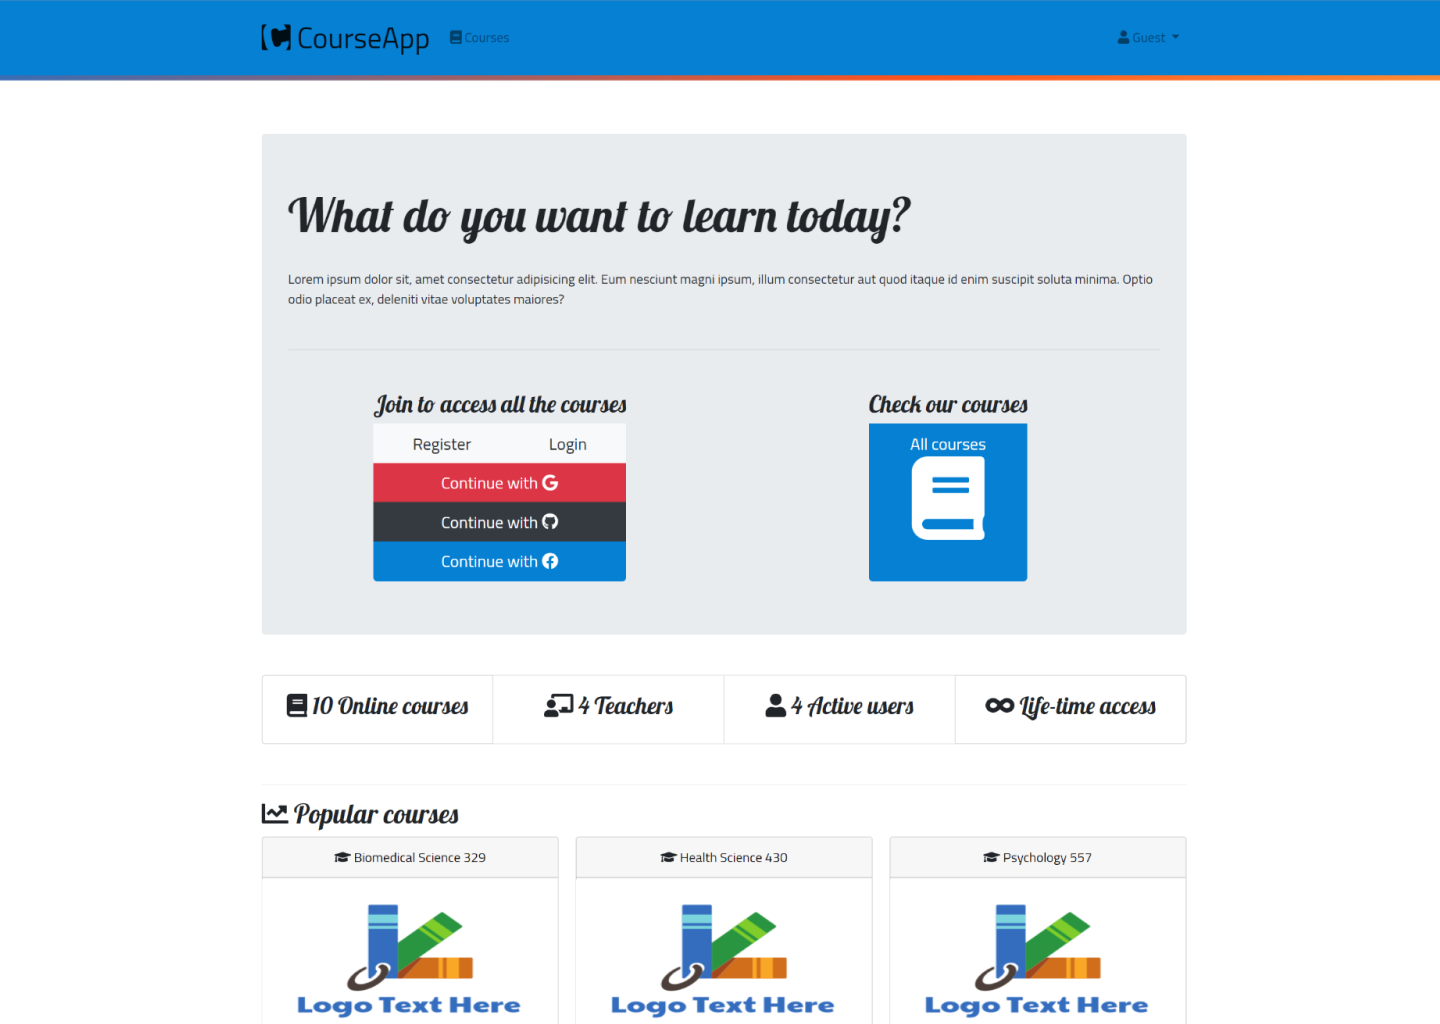 CourseApp Courses Guest
What do you want to learn today?
Lorem ipsum dolor sit, amet consectetur adipisicing elit. Eum nesciunt magni ipsum, illum consectetur aut quod itaque id enim suscipit soluta minima. Optio
odio placeat ex, deleniti vitae voluptates maiores?
Join to access all the courses
Register Login
Continue with
Continue with
Continue with
Check our courses
All courses
10 Online courses
4 Teachers
4 Active users
Life-time access
Popular courses
Biomedical Science 329
Logo Text Here
Health Science 430
Logo Text Here
Psychology 557
Logo Text Here